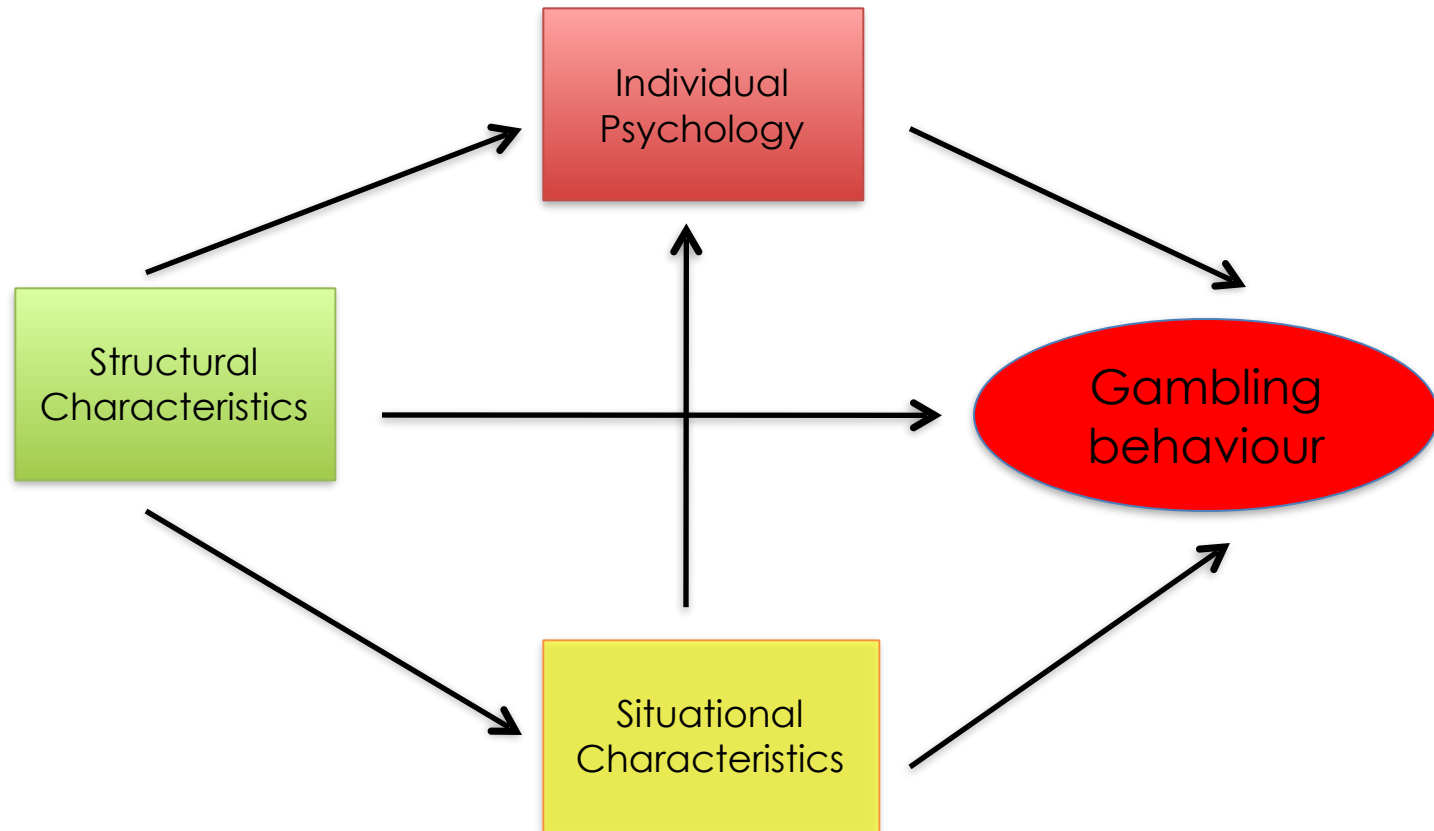 Individual
Psychology
Structural
Characteristics
Gambling
behaviour
Situational
Characteristics